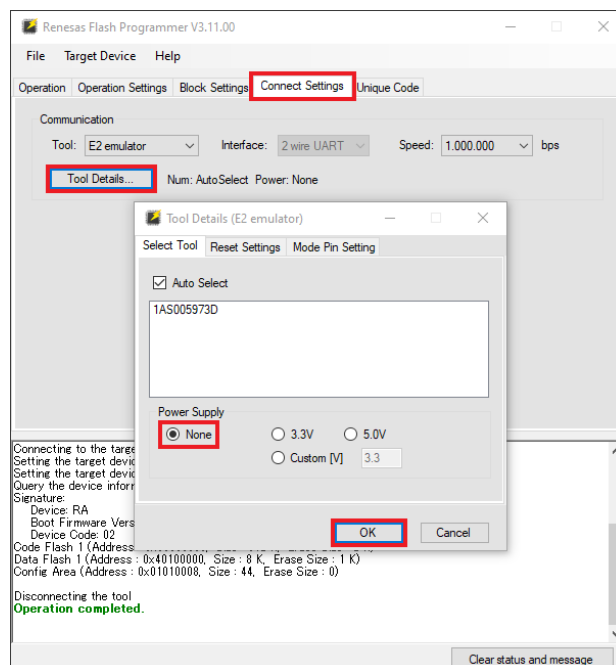 Renesas Flash Programmer V3.11.00
File Target Device Help
Operation Operation Settings Block Settings Connect Settings Unique Code
Communication
Tool: E2 emulator Interface: 2 wire UART Speed: 1.000.000 bps
Tool Details... Num: AutoSelect Power: None
Tool Details (E2 emulator)
Select Tool Reset Settings Mode Pin Setting
Auto Select
1AS005973D
Power Supply
None 3.3V 5.0V
Custom [V] 3.3
OK Cancel
Connecting to the targe
Setting the target devic
Setting the target devic
Query the device inforr
Signature:
Device: RA
Boot Firmware Vers
Device Code: 02
Code Flash 1 (Address
Data Flash 1 (Address : 0x40100000, Size : 8 K, Erase Size : 1 K)
Config Area (Address : 0x01010008, Size : 44, Erase Size : 0)
Disconnecting the tool
Operation completed.
Clear status and message